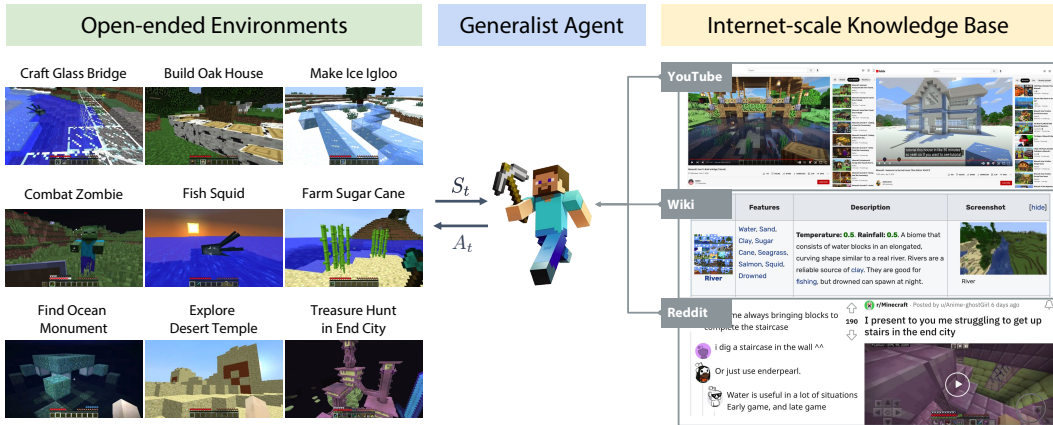 Open-ended Environments
Generalist Agent
Internet-scale Knowledge Base
Craft Glass Bridge
Build Oak House
Make Ice Igloo
Combat Zombie
Fish Squid
Farm Sugar Cane
Find Ocean
Monument
Explore
Desert Temple
Treasure Hunt
in End City
S_t
A_t
YouTube
Wiki
Features
Description
Screenshot
[hide]
River
Water, Sand,
Clay, Sugar
Cane, Seagrass,
Salmon, Squid,
Drowned
Temperature: 0.5. Rainfall: 0.5. A biome that
consists of water blocks in an elongated,
curving shape similar to a real river. Rivers are a
reliable source of clay. They are good for
fishing, but drowned can spawn at night.
River
Reddit
me always bringing blocks to
complete the staircase
i dig a staircase in the wall ^^
Or just use enderpearl.
Water is useful in a lot of situations
Early game, and late game
190
r/Minecraft · Posted by u/Anime-ghostGirl 6 days ago
I present to you me struggling to get up
stairs in the end city